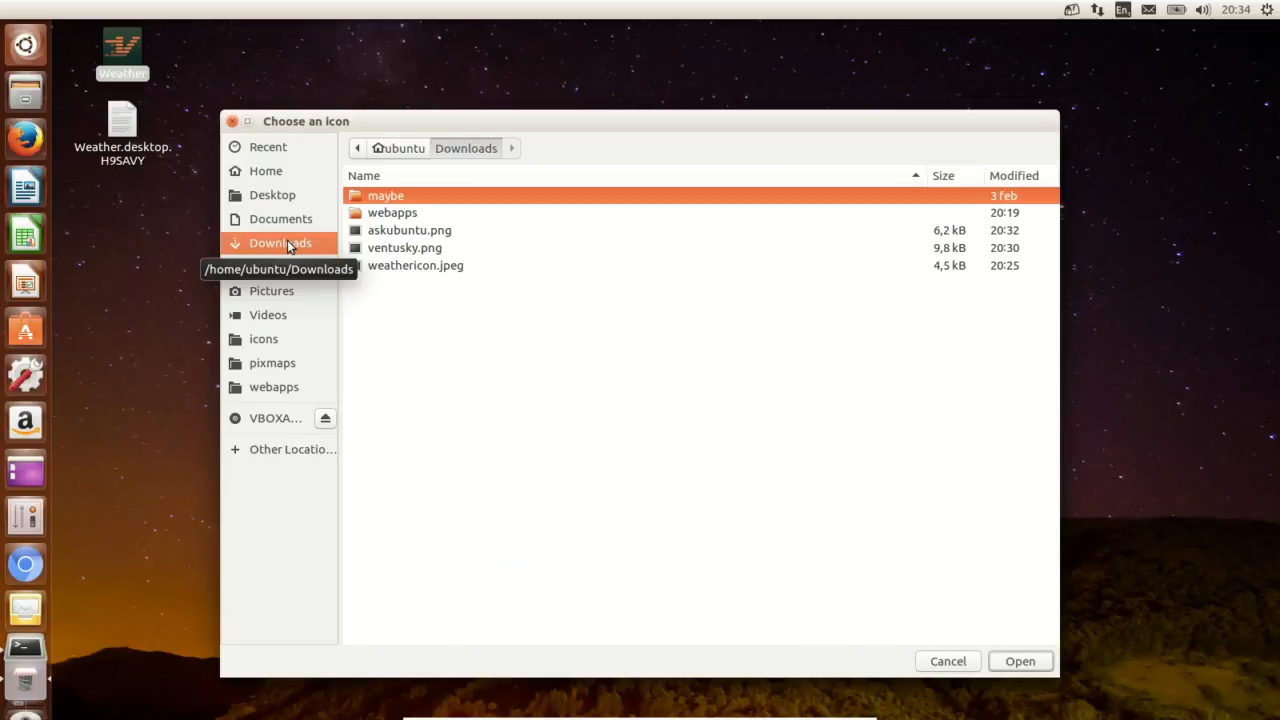 En
20:34
Weather
Weather.desktop.
H9SAVY
Choose an icon
Recent
Home
Desktop
Documents
Downloads
/home/ubuntu/Downloads
Pictures
Videos
icons
pixmaps
webapps
VBOXA...
Other Locatio...
ubuntu Downloads
Name Size Modified
maybe 3 feb
webapps 20:19
askubuntu.png 6,2 kB 20:32
ventusky.png 9,8 kB 20:30
weathericon.jpeg 4,5 kB 20:25
Cancel Open
a